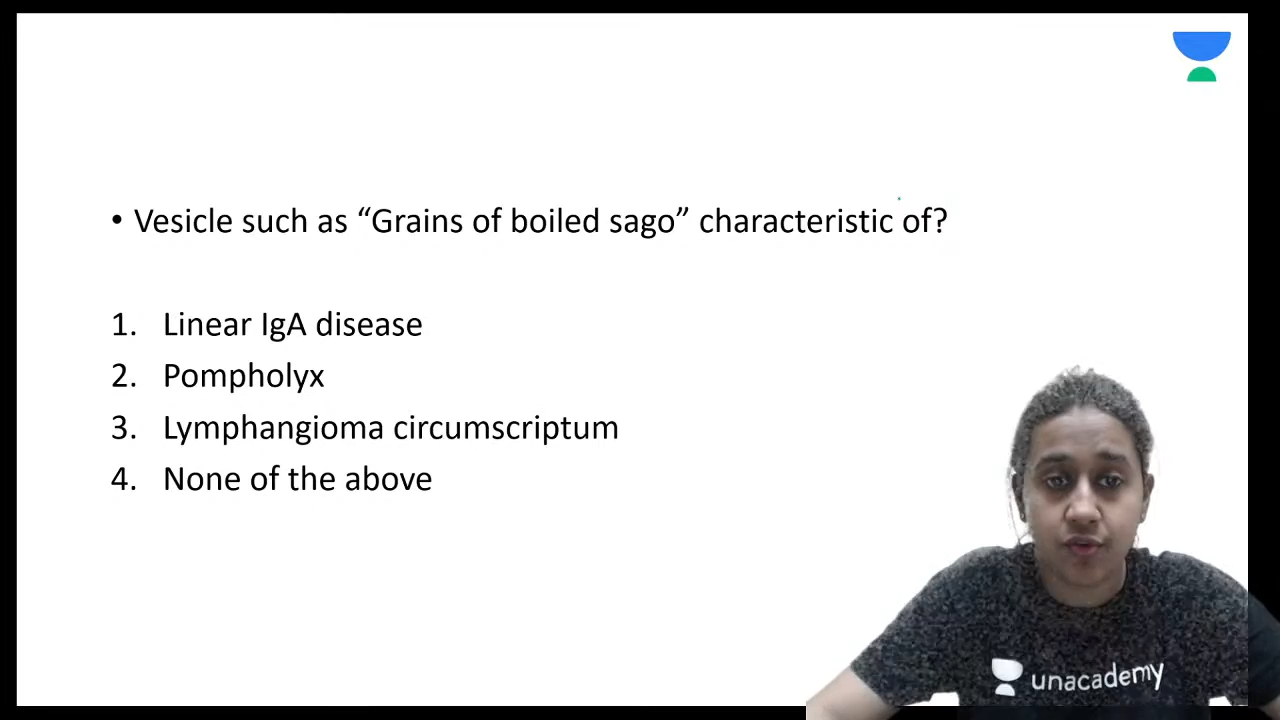 • Vesicle such as “Grains of boiled sago” characteristic of?
1. Linear IgA disease
2. Pompholyx
3. Lymphangioma circumscriptum
4. None of the above
unacademy